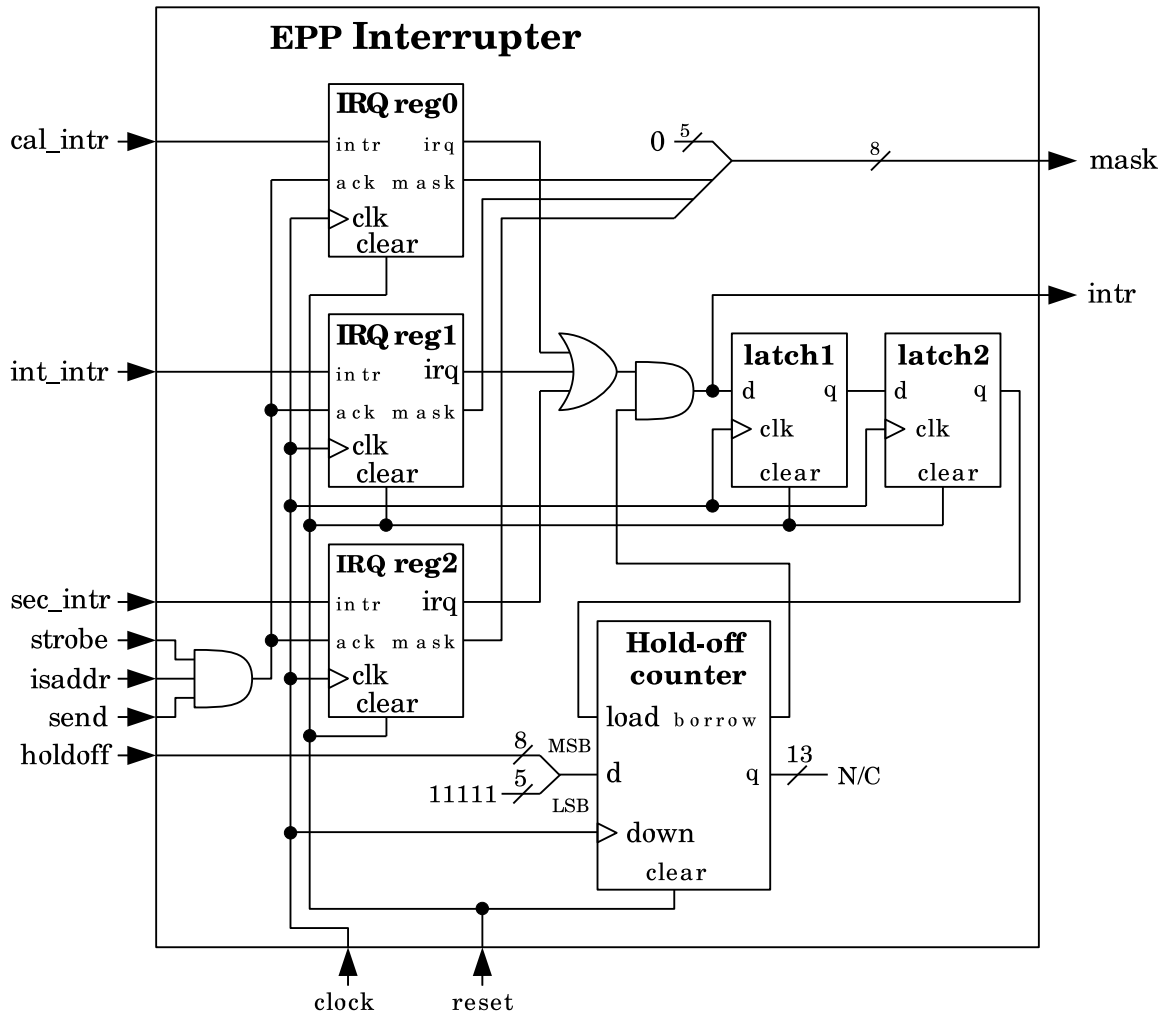 EPP Interrupter
IRQ reg0
cal_intr
intr irq
0
5
8
mask
ack mask
clk
clear
intr
IRQ reg1
latch1
latch2
int_intr
intr irq
d q
d q
ack mask
clk
clk
clk
clear
clear
clear
IRQ reg2
sec_intr
intr irq
strobe
ack mask
Hold-off
counter
isaddr
clk
send
clear
load borrow
holdoff
8
MSB
13
d q
N/C
11111
5
LSB
down
clear
clock
reset